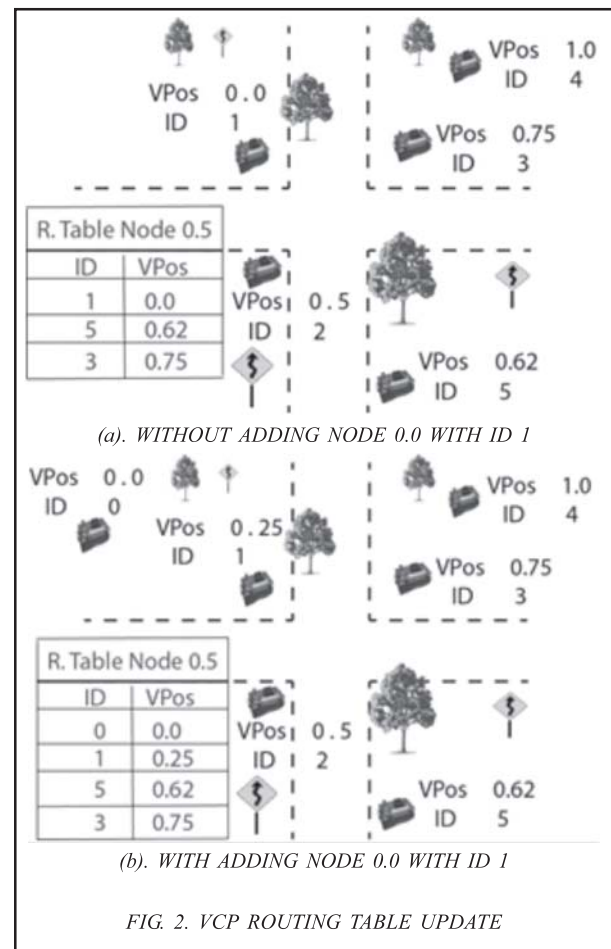 VPos 0.0
ID 1
VPos 1.0
ID 4
VPos 0.75
ID 3
R. Table Node 0.5
ID VPos
1 0.0
5 0.62
3 0.75
VPos 0.5
ID 2
VPos 0.62
ID 5
(a). WITHOUT ADDING NODE 0.0 WITH ID 1
VPos 0.0
ID 0
VPos 0.25
ID 1
VPos 1.0
ID 4
VPos 0.75
ID 3
R. Table Node 0.5
ID VPos
0 0.0
1 0.25
5 0.62
3 0.75
VPos 0.5
ID 2
VPos 0.62
ID 5
(b). WITH ADDING NODE 0.0 WITH ID 1
FIG. 2. VCP ROUTING TABLE UPDATE